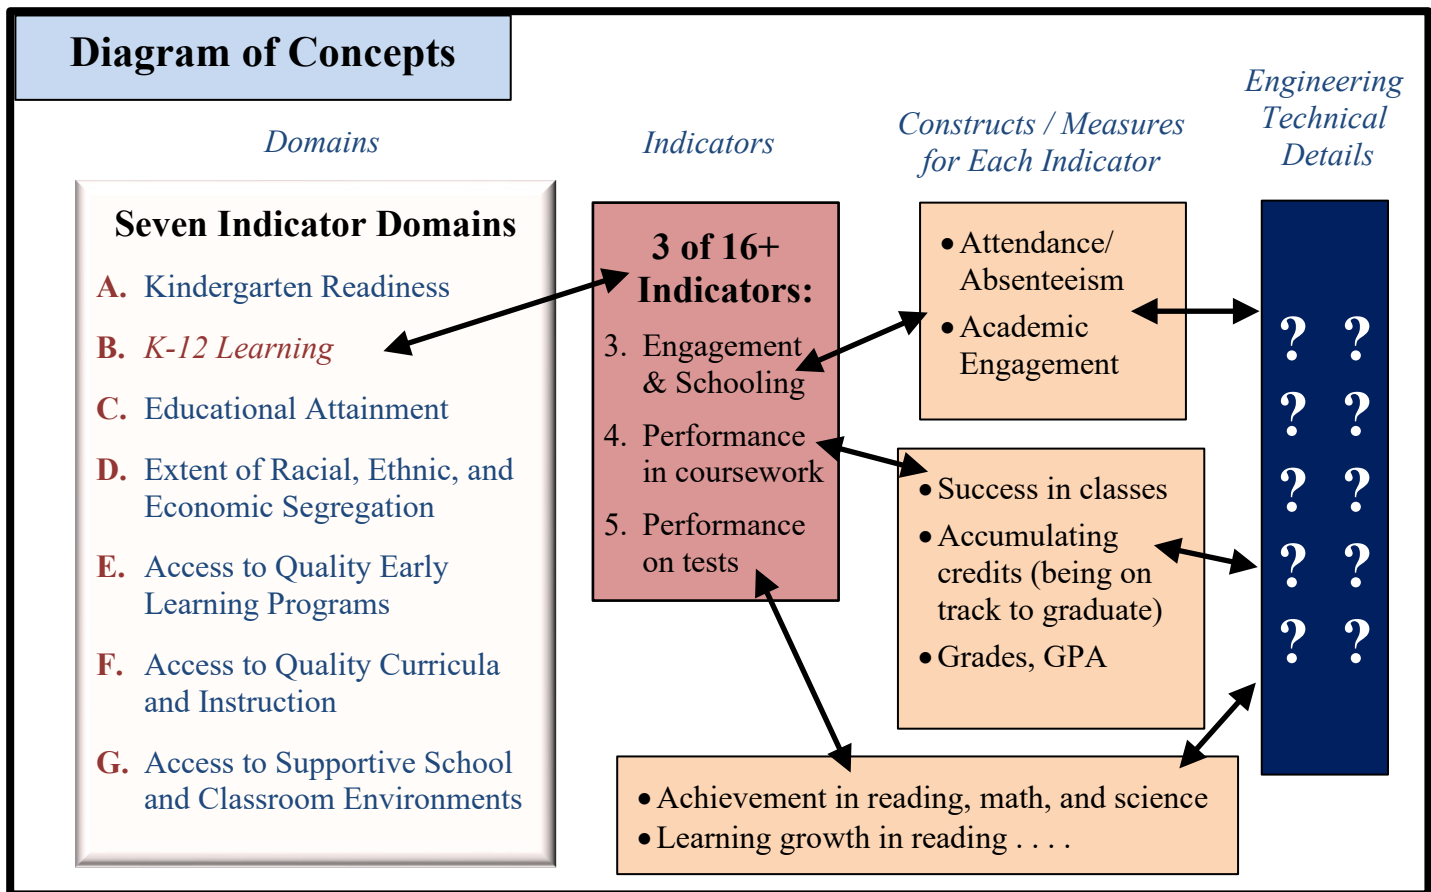 Diagram of Concepts
Domains
Indicators
Constructs / Measures
for Each Indicator
Engineering
Technical
Details
Seven Indicator Domains
A. Kindergarten Readiness
B. K-12 Learning
C. Educational Attainment
D. Extent of Racial, Ethnic, and
Economic Segregation
E. Access to Quality Early
Learning Programs
F. Access to Quality Curricula
and Instruction
G. Access to Supportive School
and Classroom Environments
3 of 16+
Indicators:
3. Engagement
& Schooling
4. Performance
in coursework
5. Performance
on tests
• Attendance/
Absenteeism
• Academic
Engagement
• Success in classes
• Accumulating
credits (being on
track to graduate)
• Grades, GPA
• Achievement in reading, math, and science
• Learning growth in reading . . . .
? ?
? ?
? ?
? ?
? ?